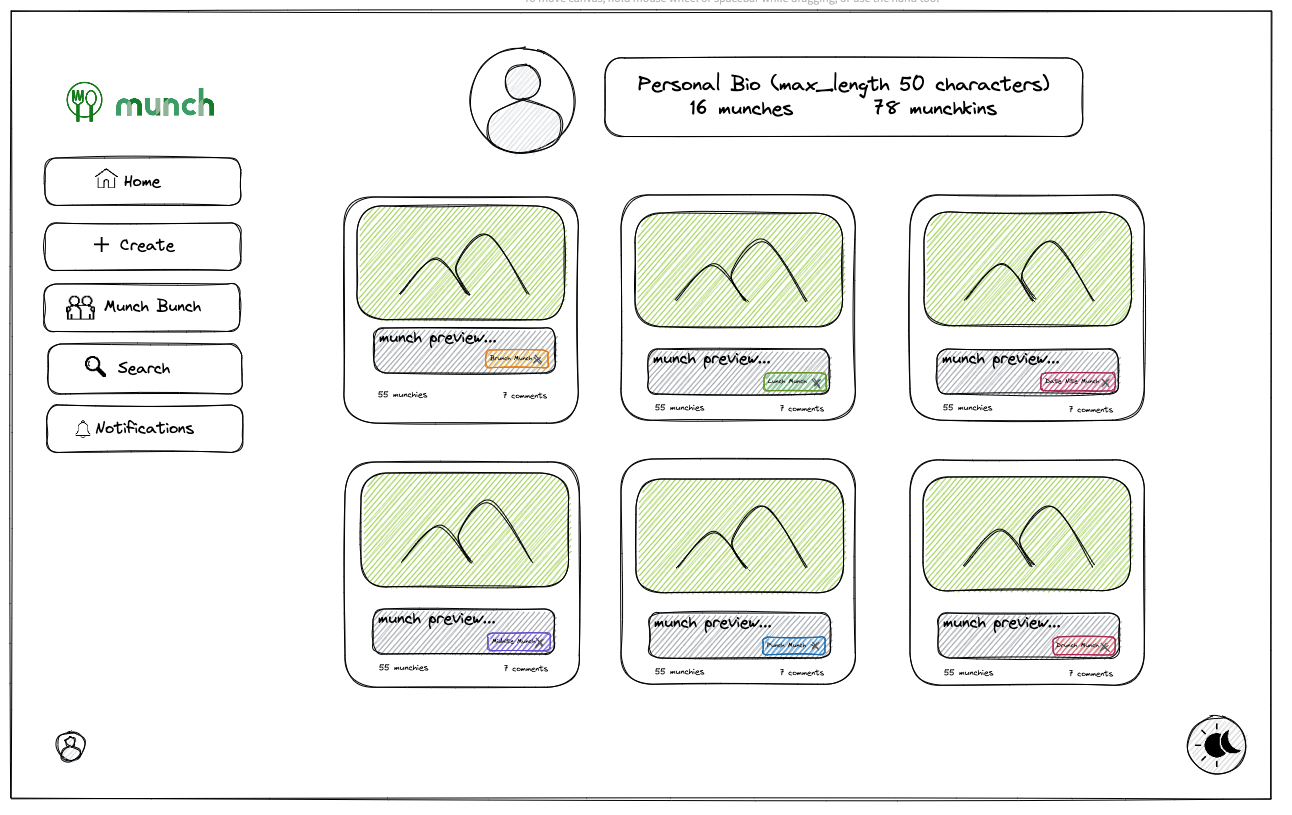 To move canvas, hold mouse wheel or spacebar while dragging, or use the hand tool
munch
Personal Bio (max_length 50 characters)
16 munches 78 munchkins
Home
+ Create
Munch Bunch
Search
Notifications
munch preview...
Brunch Munch
55 munchies 7 comments
munch preview...
Lunch Munch
55 munchies 7 comments
munch preview...
Date Nite Munch
55 munchies 7 comments
munch preview...
Midnite Munch
55 munchies 7 comments
munch preview...
Punch Munch
55 munchies 7 comments
munch preview...
Drunch Munch
55 munchies 7 comments